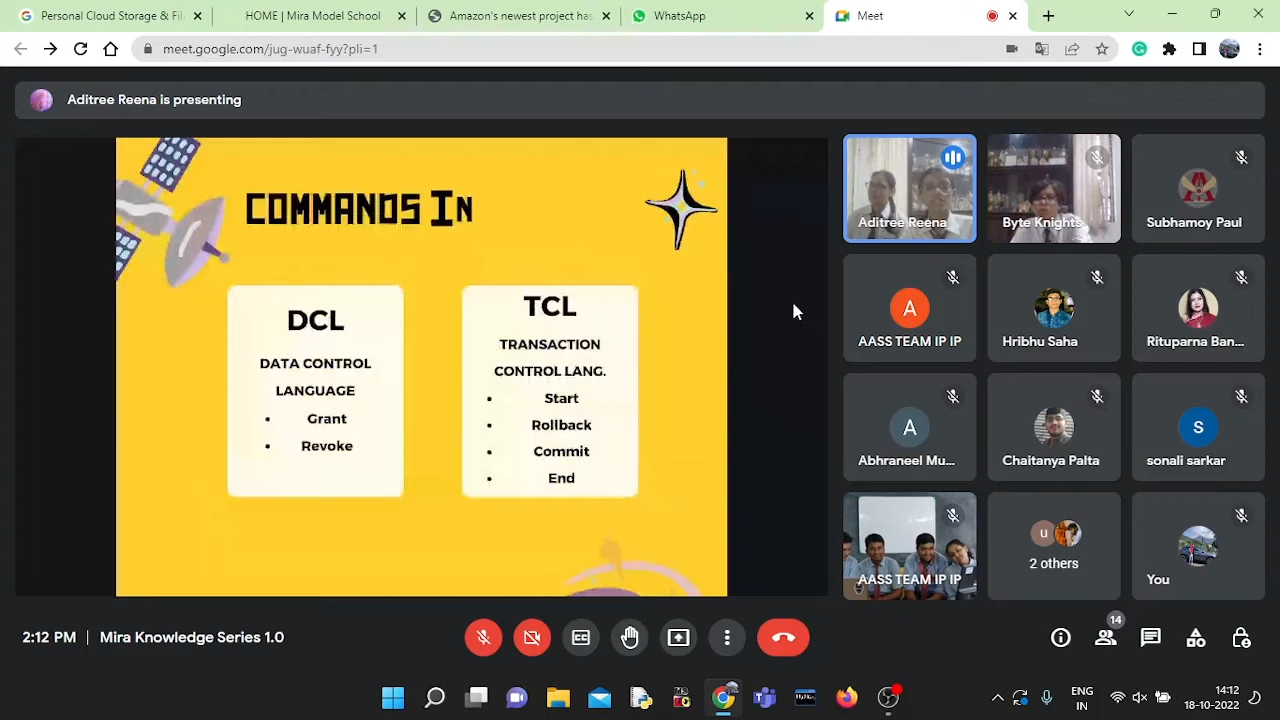 Personal Cloud Storage & File
HOME | Mira Model School
Amazon's newest project has
WhatsApp
Meet
meet.google.com/jug-wuaf-fyy?pli=1
Aditree Reena is presenting
COMMANDS IN
DCL
DATA CONTROL
LANGUAGE
• Grant
• Revoke
TCL
TRANSACTION
CONTROL LANG.
• Start
• Rollback
• Commit
• End
Aditree Reena
Byte Knights
Subhamoy Paul
A
AASS TEAM IP IP
Hribhu Saha
Rituparna Ban...
A
Abhraneel Mu...
Chaitanya Palta
S
sonali sarkar
AASS TEAM IP IP
u
2 others
You
2:12 PM | Mira Knowledge Series 1.0
14
ENG
IN
14:12
18-10-2022